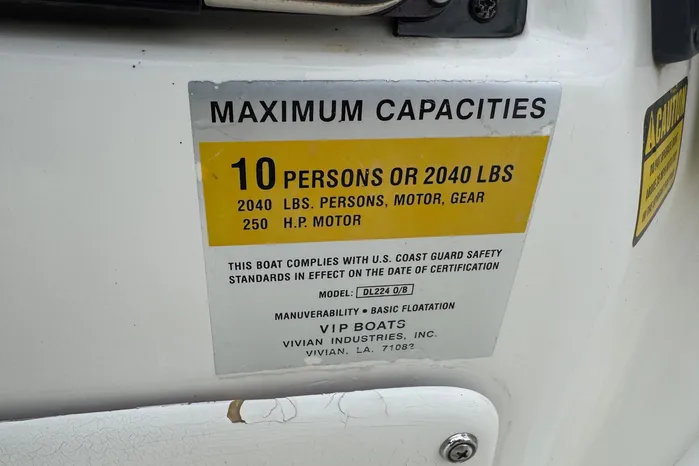 MAXIMUM CAPACITIES
10 PERSONS OR 2040 LBS
2040 LBS. PERSONS, MOTOR, GEAR
250 H.P. MOTOR
THIS BOAT COMPLIES WITH U.S. COAST GUARD SAFETY
STANDARDS IN EFFECT ON THE DATE OF CERTIFICATION
MODEL: DL224 O/B
MANUVERABILITY • BASIC FLOATATION
VIP BOATS
VIVIAN INDUSTRIES, INC.
VIVIAN, LA. 71082
CAUTION